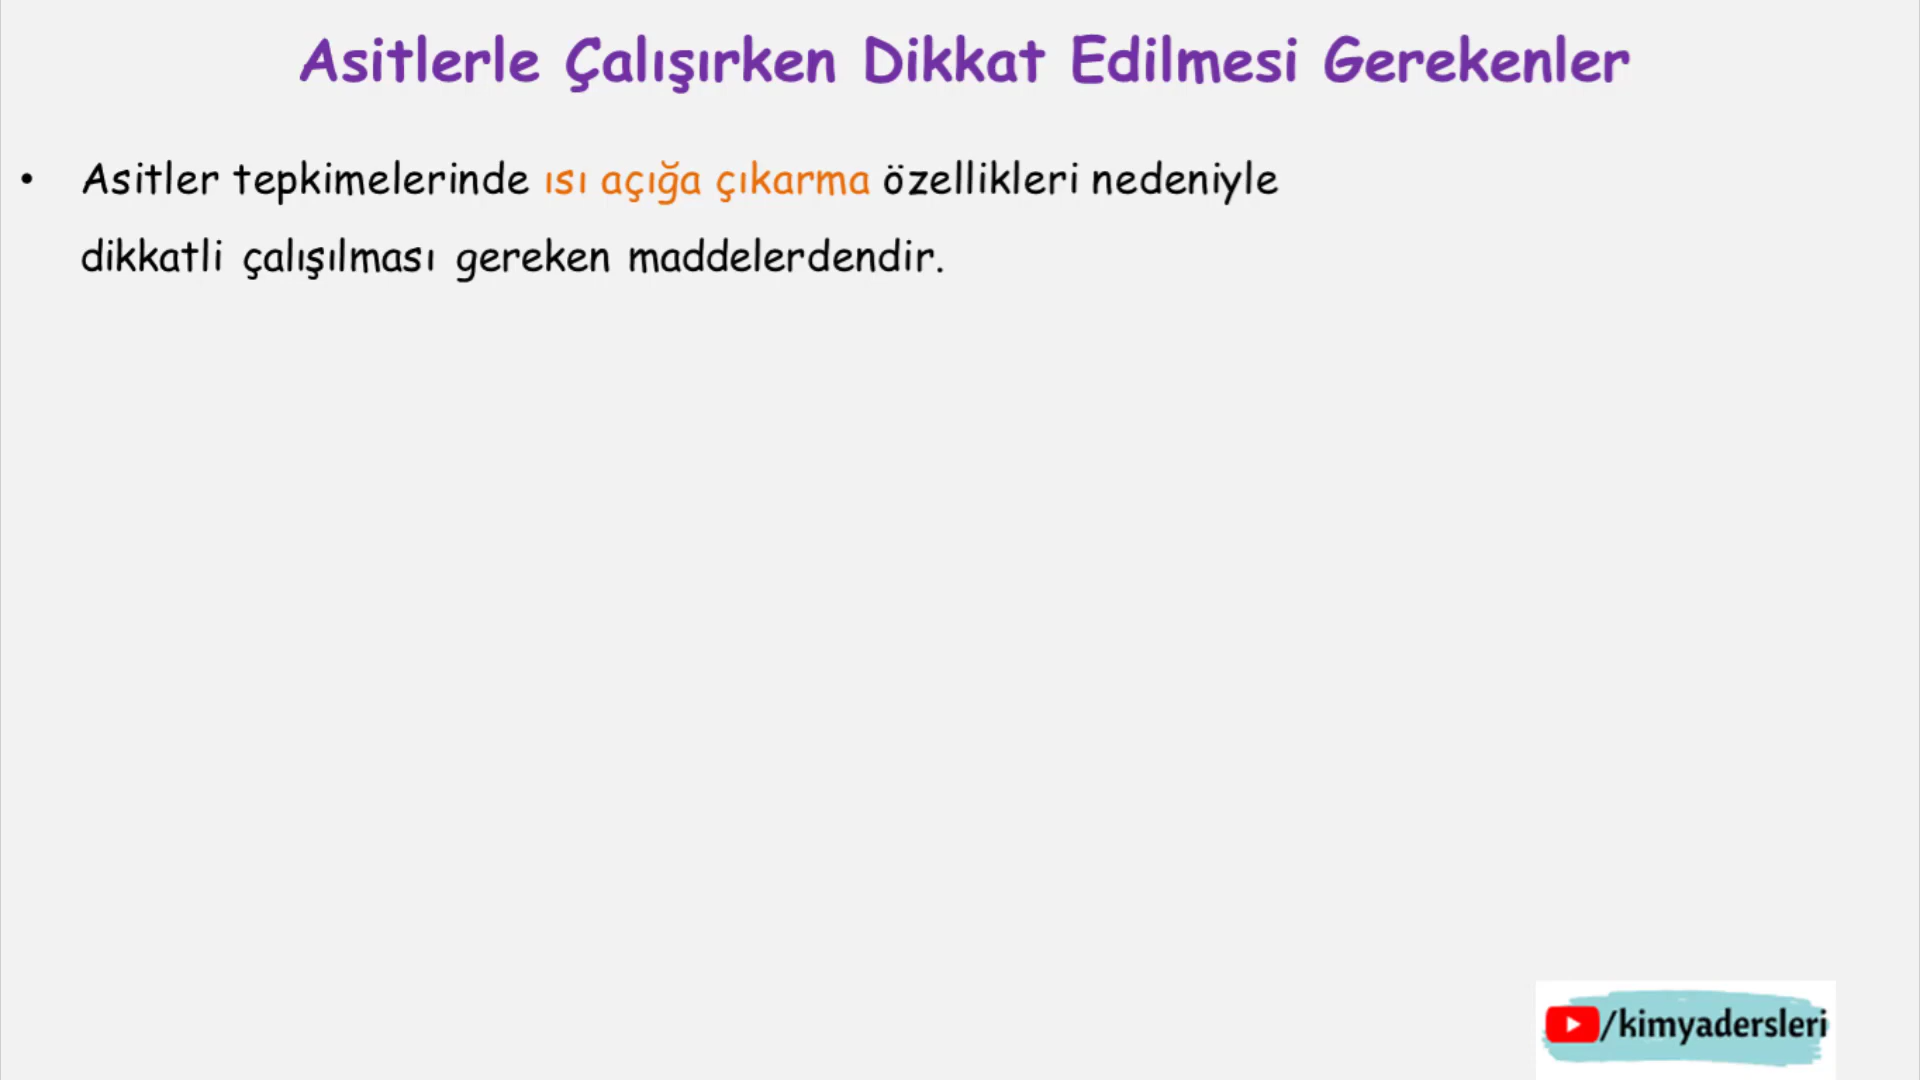 Asitlerle Çalışırken Dikkat Edilmesi Gerekenler
• Asitler tepkimelerinde ısı açığa çıkarma özellikleri nedeniyle
dikkatli çalışılması gereken maddelerdendir.
/kimyadersleri